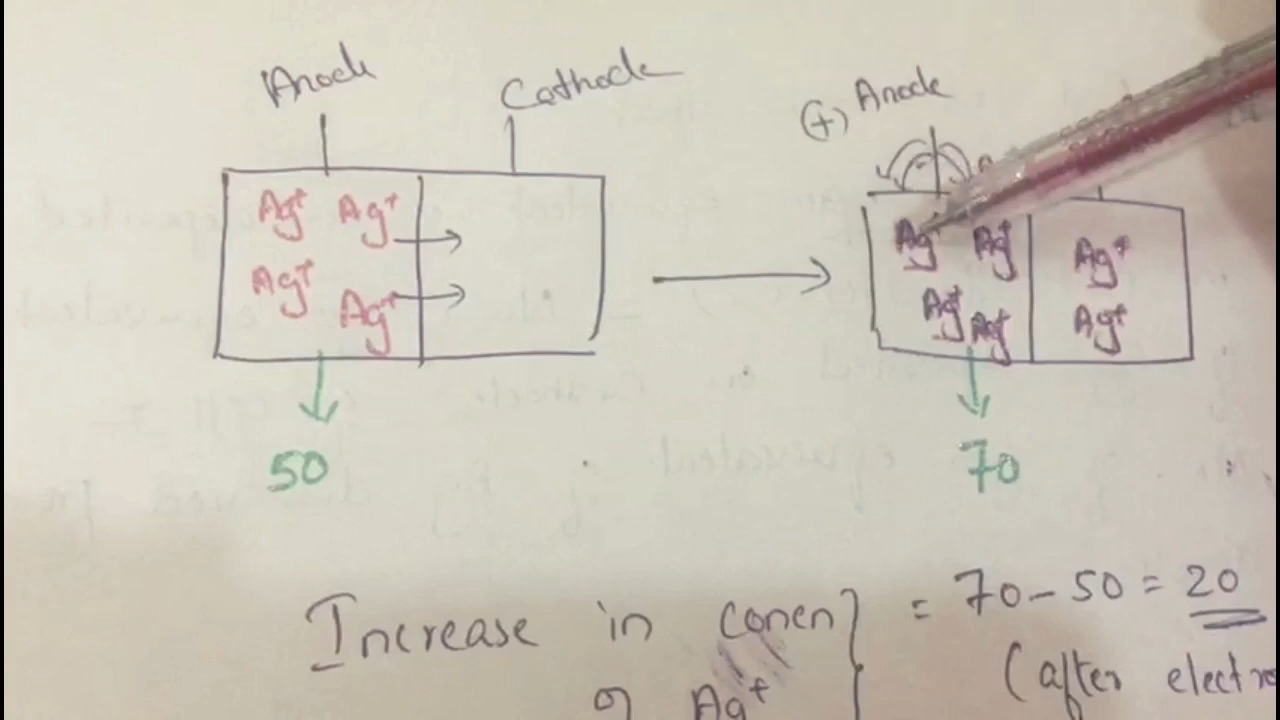 Anode
Cathode
(+) Anode
Ag+ Ag+
Ag+ Ag+
Ag+ Ag+
Ag+ Ag+
Ag+
Ag+
50
70
Increase in concn } = 70 - 50 = 20
of Ag+ (after electro